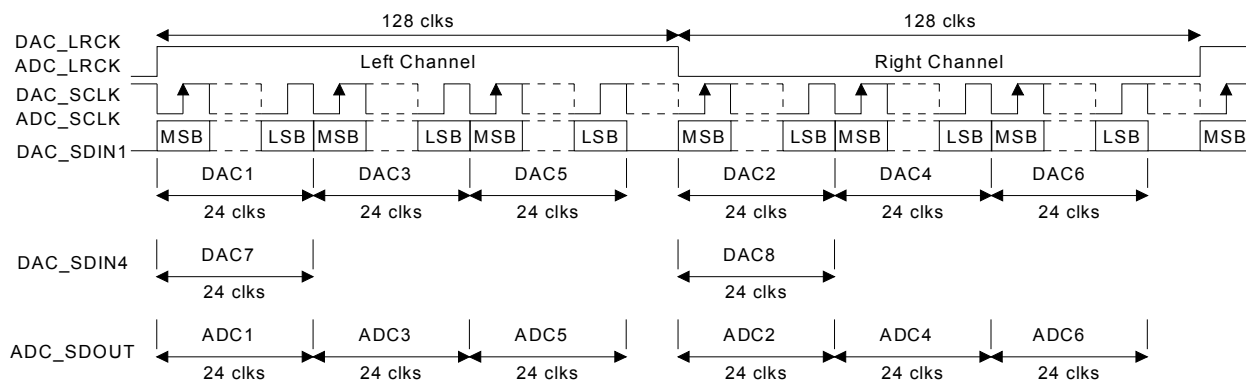 128 clks 128 clks
DAC_LRCK
ADC_LRCK Left Channel Right Channel
DAC_SCLK
ADC_SCLK
DAC_SDIN1 MSB LSB MSB LSB MSB LSB MSB LSB MSB LSB MSB LSB MSB
DAC1 DAC3 DAC5 DAC2 DAC4 DAC6
24 clks 24 clks 24 clks 24 clks 24 clks 24 clks
DAC_SDIN4 DAC7 DAC8
24 clks 24 clks
ADC_SDOUT ADC1 ADC3 ADC5 ADC2 ADC4 ADC6
24 clks 24 clks 24 clks 24 clks 24 clks 24 clks